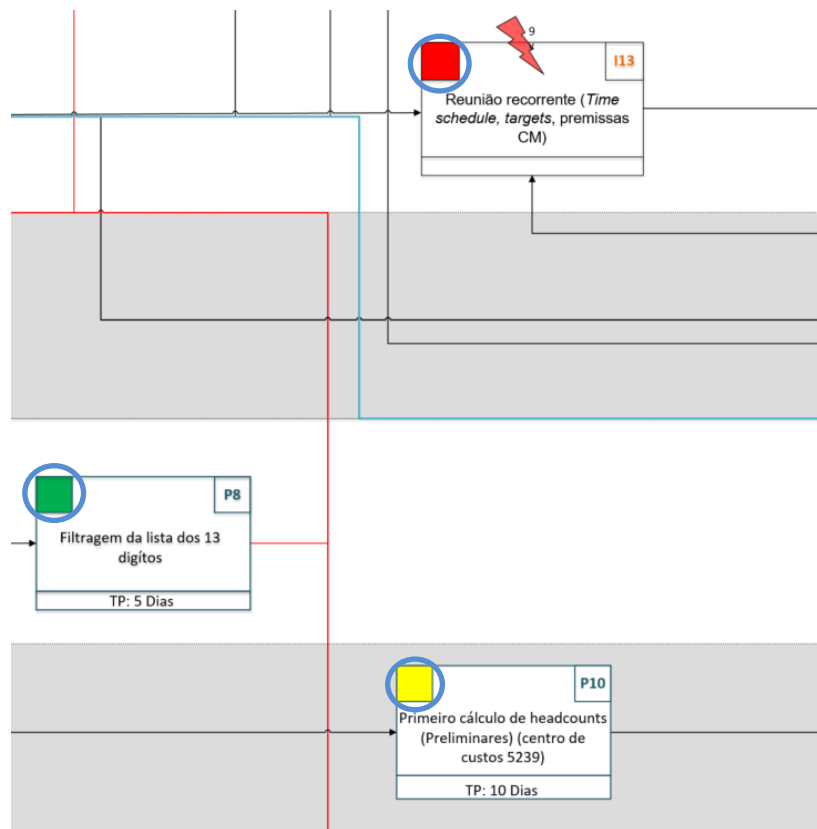 9
I13
Reunião recorrente (Time
schedule, targets, premissas
CM)
P8
Filtragem da lista dos 13
digítos
TP: 5 Dias
P10
Primeiro cálculo de headcounts
(Preliminares) (centro de
custos 5239)
TP: 10 Dias